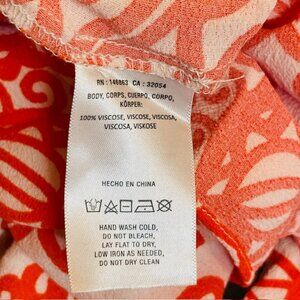 RN : 146863 CA : 32054
BODY, CORPS, CUERPO, CORPO,
KÖRPER:
100% VISCOSE, VISCOSE, VISCOSA,
VISCOSA, VISKOSE
HECHO EN CHINA
HAND WASH COLD,
DO NOT BLEACH,
LAY FLAT TO DRY,
LOW IRON AS NEEDED,
DO NOT DRY CLEAN